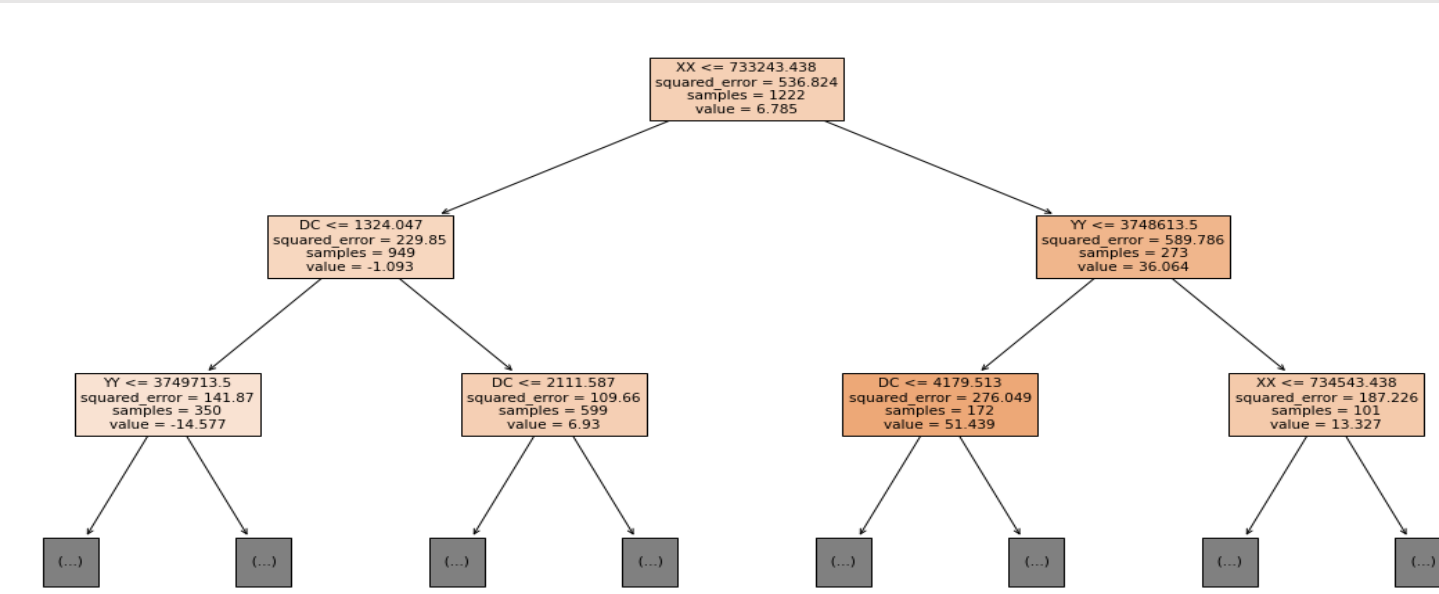 XX <= 733243.438
squared_error = 536.824
samples = 1222
value = 6.785
DC <= 1324.047
squared_error = 229.85
samples = 949
value = -1.093
YY <= 3748613.5
squared_error = 589.786
samples = 273
value = 36.064
YY <= 3749713.5
squared_error = 141.87
samples = 350
value = -14.577
DC <= 2111.587
squared_error = 109.66
samples = 599
value = 6.93
DC <= 4179.513
squared_error = 276.049
samples = 172
value = 51.439
XX <= 734543.438
squared_error = 187.226
samples = 101
value = 13.327
(...)
(...)
(...)
(...)
(...)
(...)
(...)
(...)